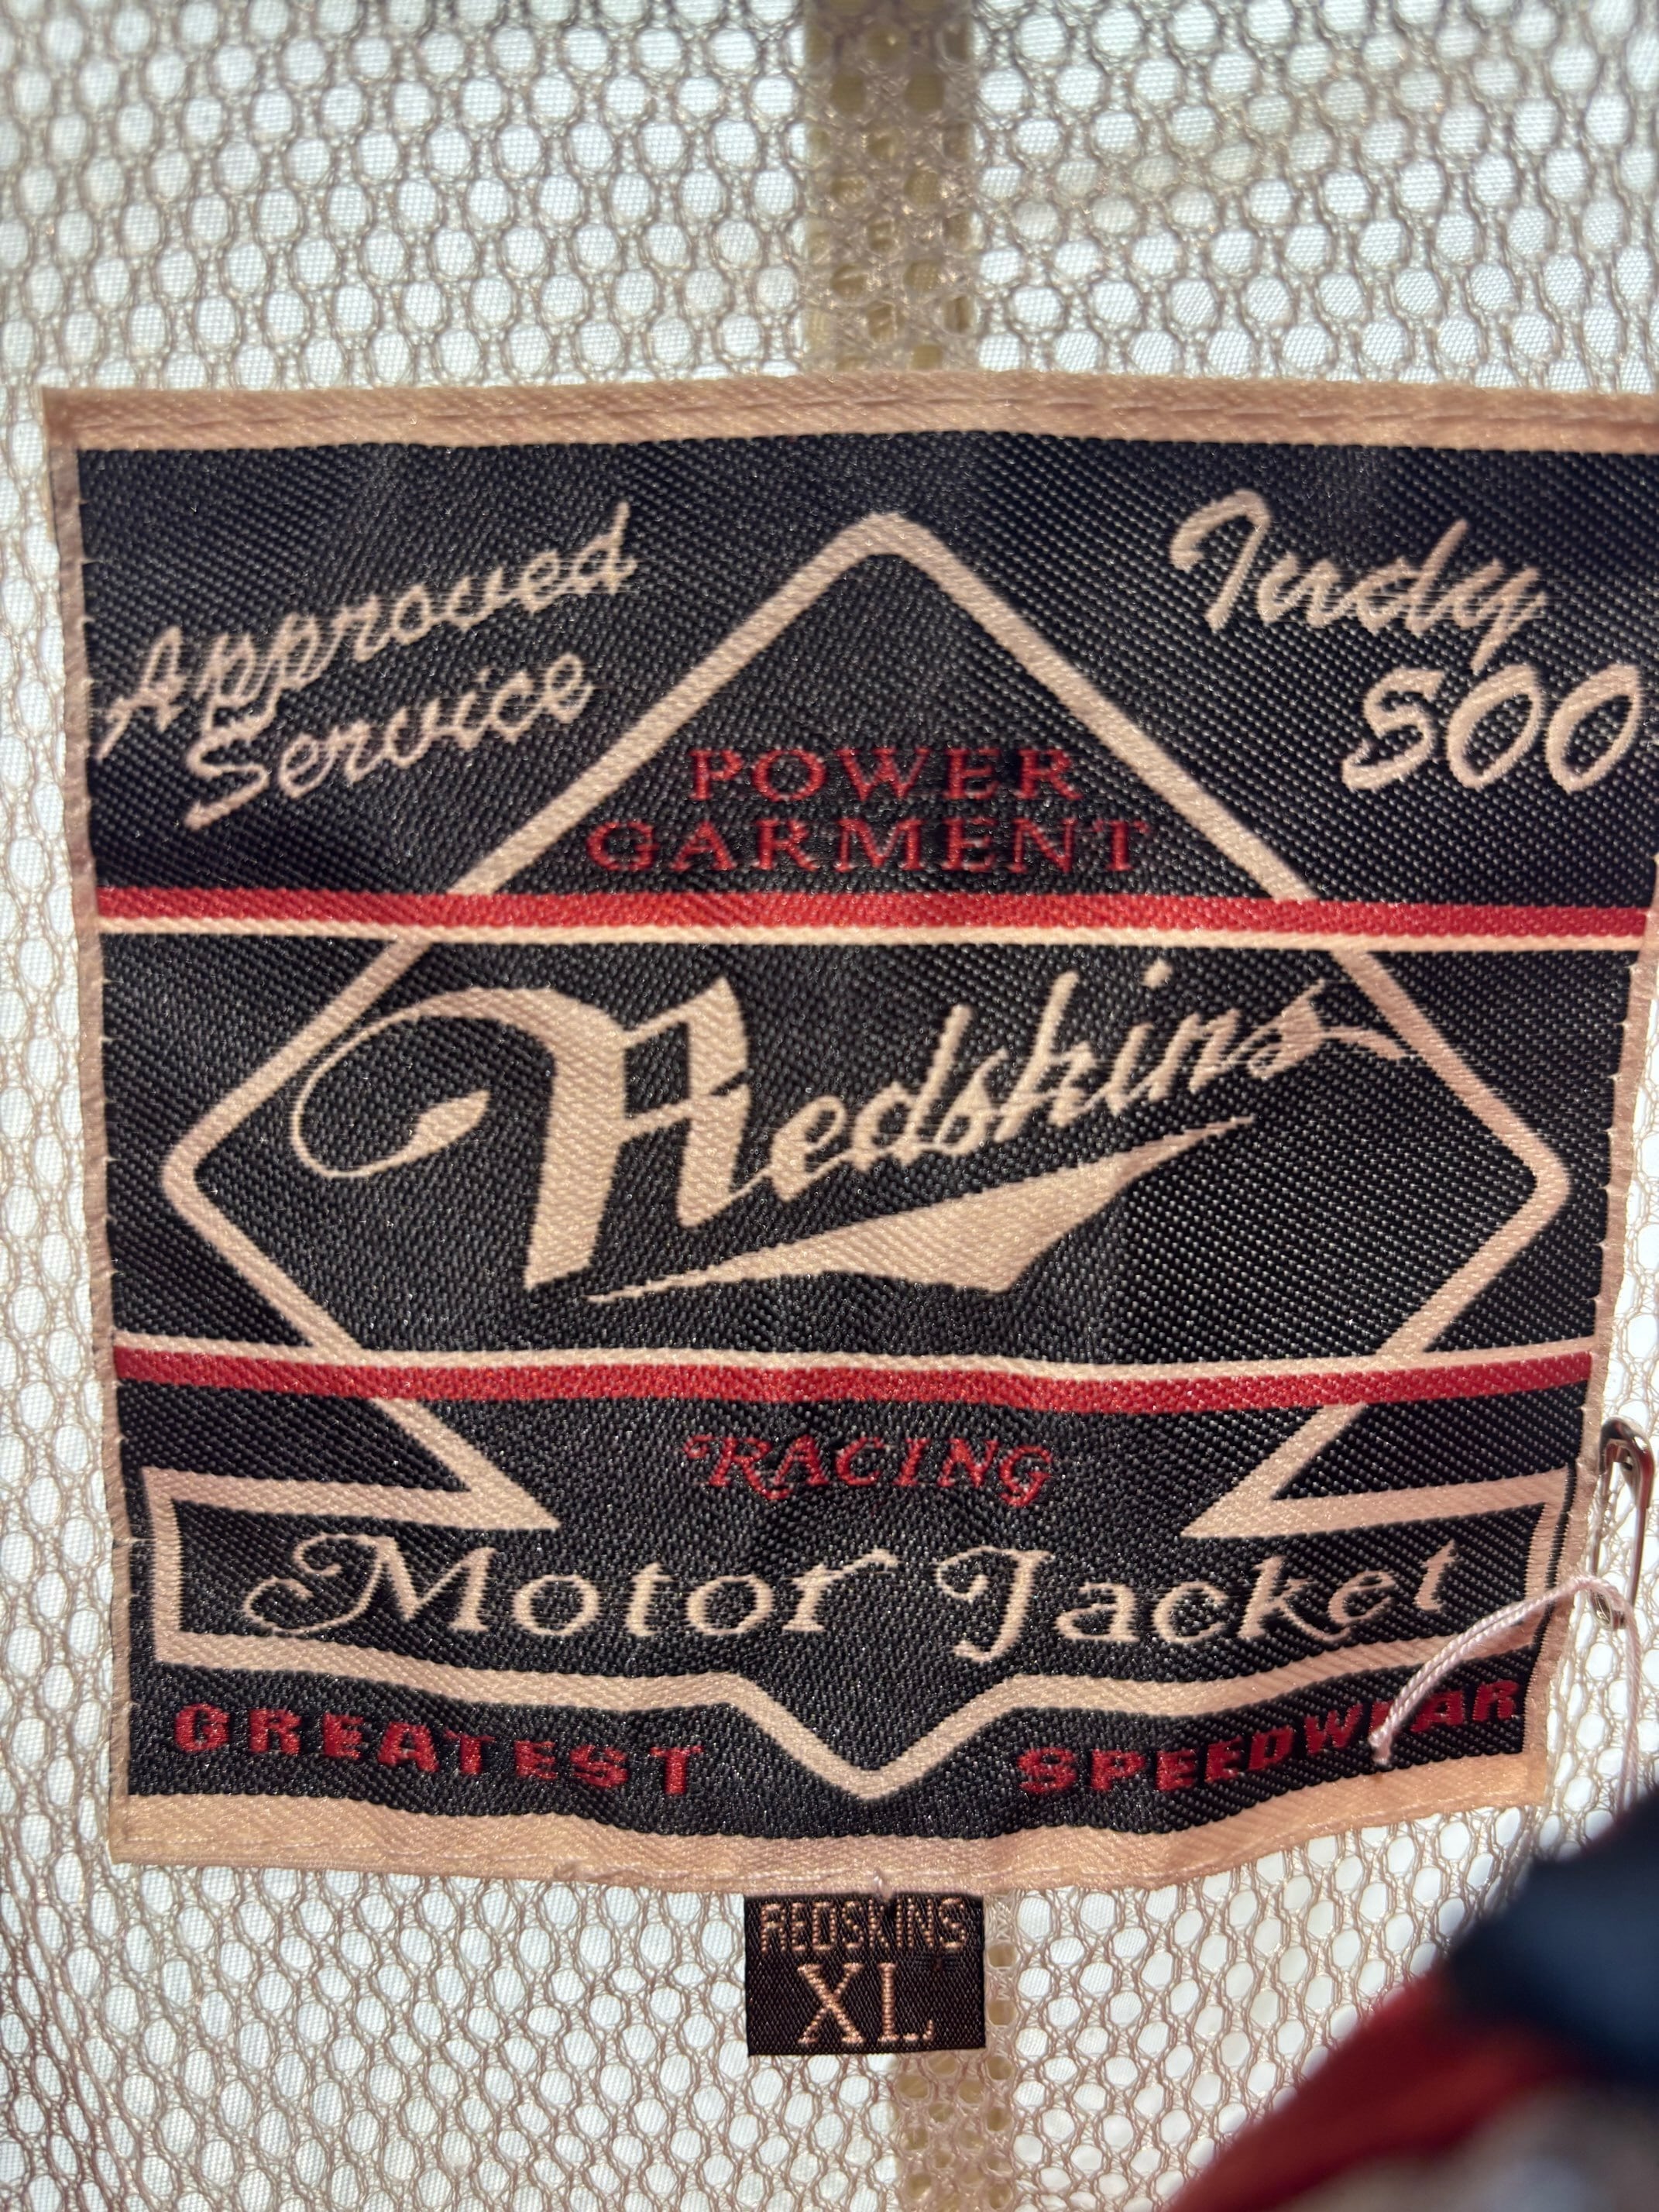 Approved
Service
Indy
500
POWER
GARMENT
Redskins
RACING
Motor Jacket
GREATEST SPEEDWEAR
REDSKINS
XL